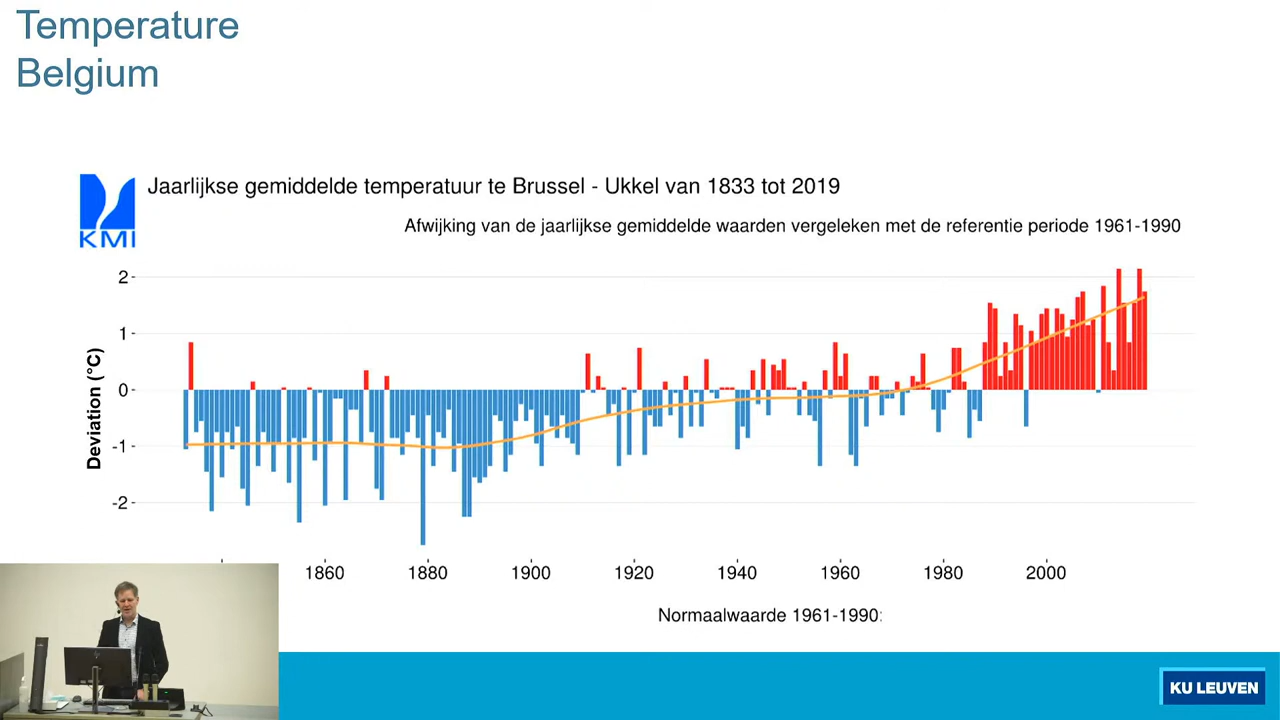 Temperature
Belgium
KMI
Jaarlijkse gemiddelde temperatuur te Brussel - Ukkel van 1833 tot 2019
Afwijking van de jaarlijkse gemiddelde waarden vergeleken met de referentie periode 1961-1990
Deviation (°C)
2
1
0
-1
-2
1860 1880 1900 1920 1940 1960 1980 2000
Normaalwaarde 1961-1990:
KU LEUVEN